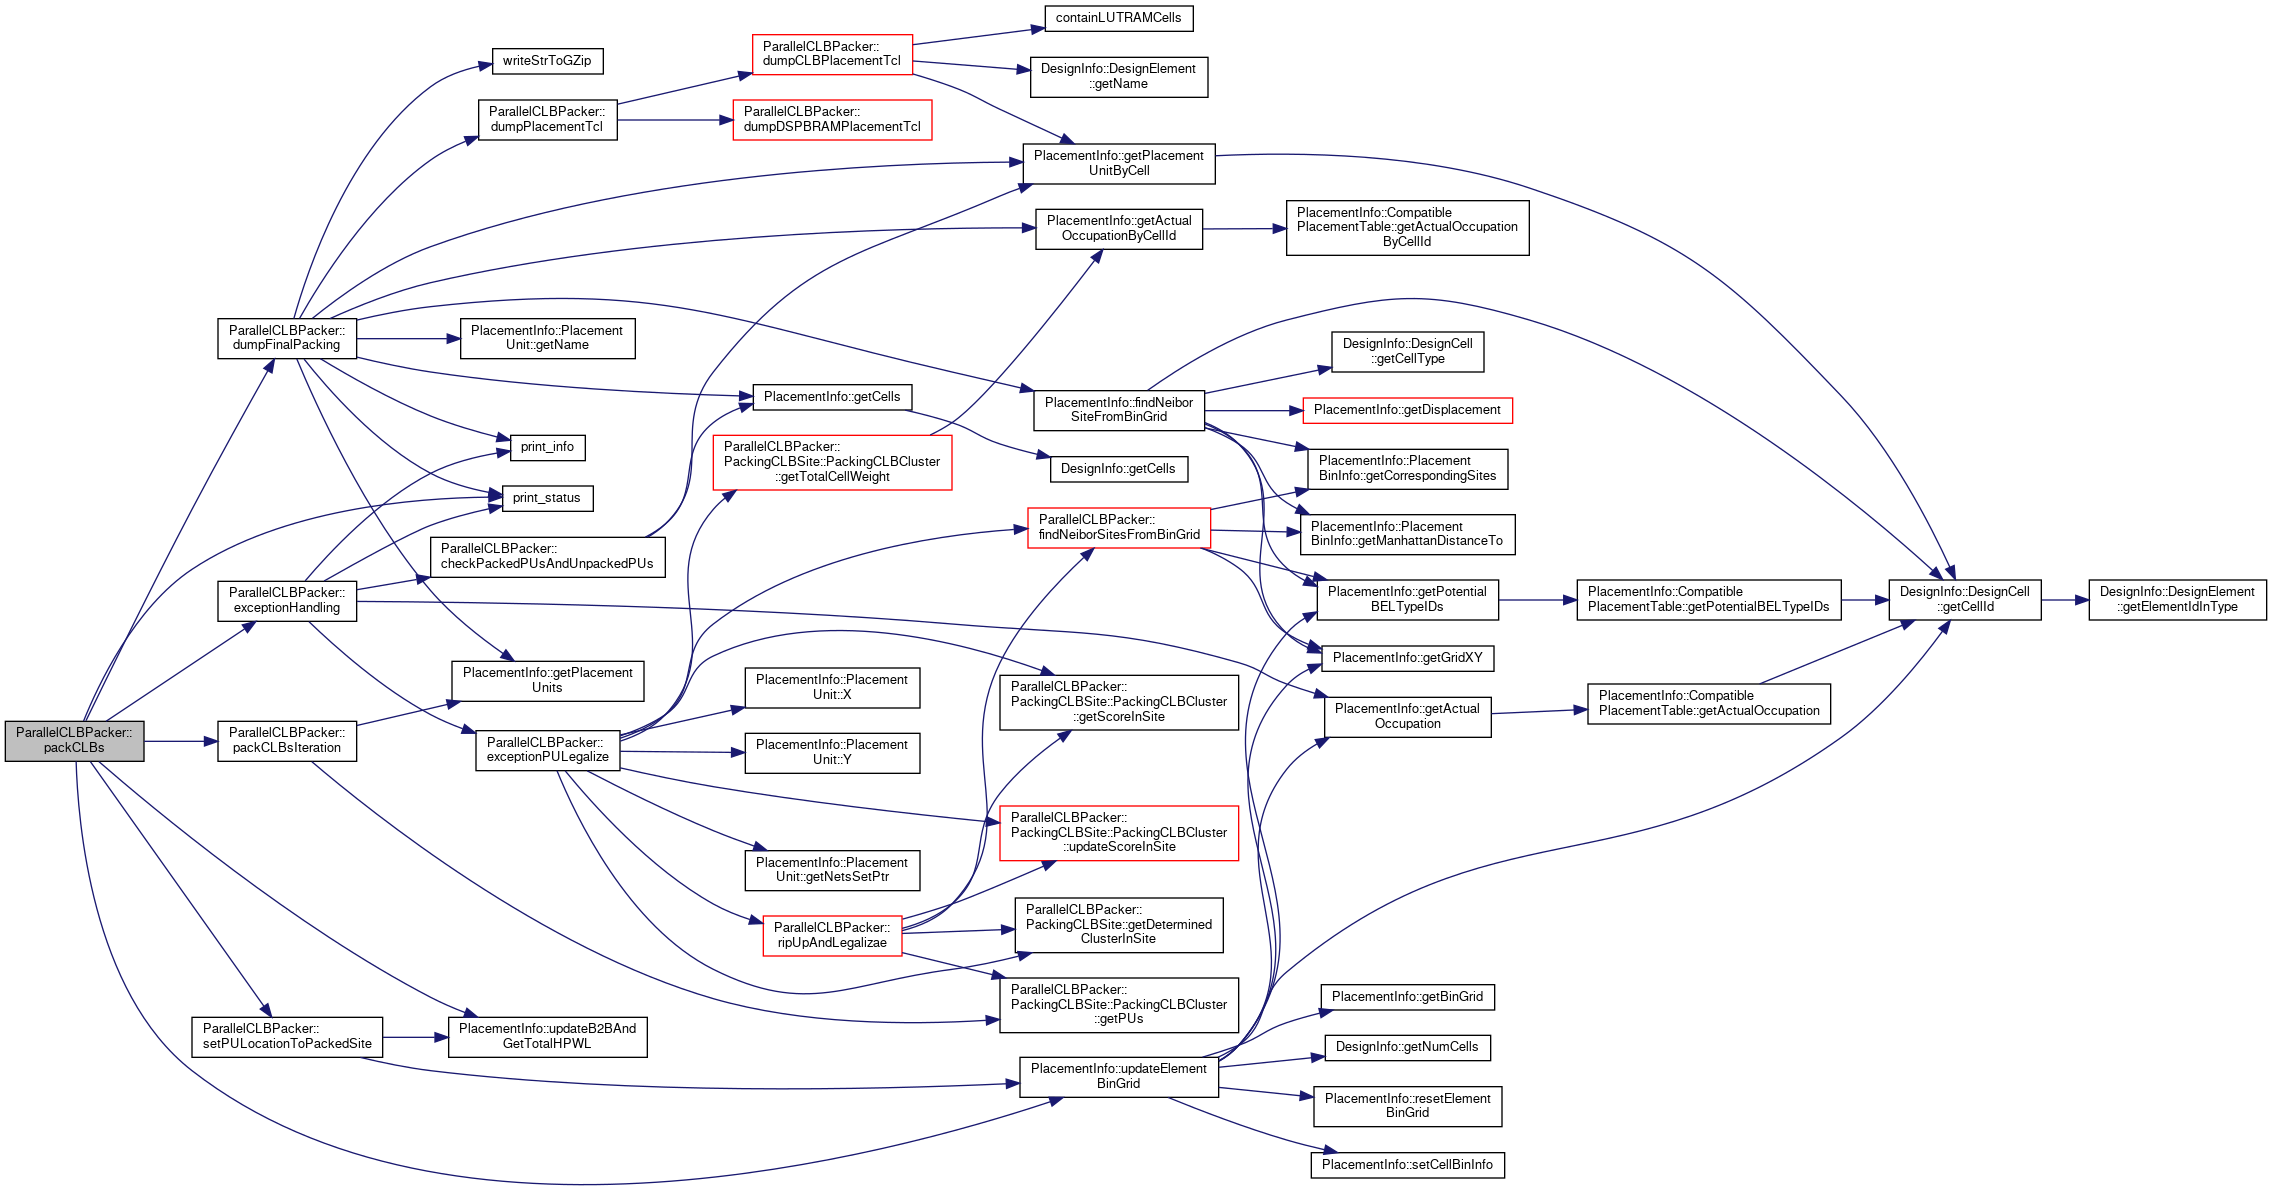 ParallelCLBPacker::
packCLBs
ParallelCLBPacker::
dumpFinalPacking
ParallelCLBPacker::
exceptionHandling
ParallelCLBPacker::
packCLBsIteration
ParallelCLBPacker::
setPULocationToPackedSite
writeStrToGZip
ParallelCLBPacker::
dumpPlacementTcl
PlacementInfo::Placement
Unit::getName
print_info
print_status
ParallelCLBPacker::
checkPackedPUsAndUnpackedPUs
PlacementInfo::getPlacement
Units
ParallelCLBPacker::
exceptionPULegalize
PlacementInfo::updateB2BAnd
GetTotalHPWL
ParallelCLBPacker::
dumpCLBPlacementTcl
ParallelCLBPacker::
dumpDSPBRAMPlacementTcl
PlacementInfo::getCells
ParallelCLBPacker::
PackingCLBSite::PackingCLBCluster
::getTotalCellWeight
PlacementInfo::Placement
Unit::X
PlacementInfo::Placement
Unit::Y
PlacementInfo::Placement
Unit::getNetsSetPtr
ParallelCLBPacker::
ripUpAndLegalizae
containLUTRAMCells
DesignInfo::DesignElement
::getName
PlacementInfo::getPlacement
UnitByCell
PlacementInfo::getActual
OccupationByCellId
PlacementInfo::findNeibor
SiteFromBinGrid
DesignInfo::getCells
ParallelCLBPacker::
findNeiborSitesFromBinGrid
ParallelCLBPacker::
PackingCLBSite::PackingCLBCluster
::getScoreInSite
ParallelCLBPacker::
PackingCLBSite::PackingCLBCluster
::updateScoreInSite
ParallelCLBPacker::
PackingCLBSite::getDetermined
ClusterInSite
ParallelCLBPacker::
PackingCLBSite::PackingCLBCluster
::getPUs
PlacementInfo::updateElement
BinGrid
PlacementInfo::Compatible
PlacementTable::getActualOccupation
ByCellId
DesignInfo::DesignCell
::getCellType
PlacementInfo::getDisplacement
PlacementInfo::Placement
BinInfo::getCorrespondingSites
PlacementInfo::Placement
BinInfo::getManhattanDistanceTo
PlacementInfo::getPotential
BELTypeIDs
PlacementInfo::getGridXY
PlacementInfo::getActual
Occupation
PlacementInfo::getBinGrid
DesignInfo::getNumCells
PlacementInfo::resetElement
BinGrid
PlacementInfo::setCellBinInfo
PlacementInfo::Compatible
PlacementTable::getPotentialBELTypeIDs
PlacementInfo::Compatible
PlacementTable::getActualOccupation
DesignInfo::DesignCell
::getCellId
DesignInfo::DesignElement
::getElementIdInType